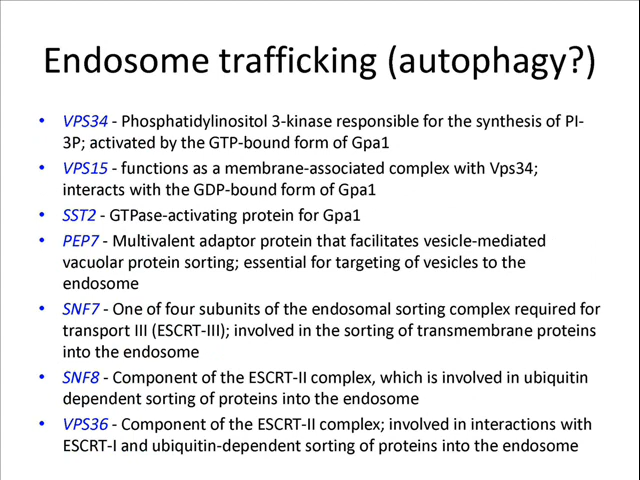 Endosome trafficking (autophagy?)
• VPS34 - Phosphatidylinositol 3-kinase responsible for the synthesis of PI-
3P; activated by the GTP-bound form of Gpa1
• VPS15 - functions as a membrane-associated complex with Vps34;
interacts with the GDP-bound form of Gpa1
• SST2 - GTPase-activating protein for Gpa1
• PEP7 - Multivalent adaptor protein that facilitates vesicle-mediated
vacuolar protein sorting; essential for targeting of vesicles to the
endosome
• SNF7 - One of four subunits of the endosomal sorting complex required for
transport III (ESCRT-III); involved in the sorting of transmembrane proteins
into the endosome
• SNF8 - Component of the ESCRT-II complex, which is involved in ubiquitin
dependent sorting of proteins into the endosome
• VPS36 - Component of the ESCRT-II complex; involved in interactions with
ESCRT-I and ubiquitin-dependent sorting of proteins into the endosome